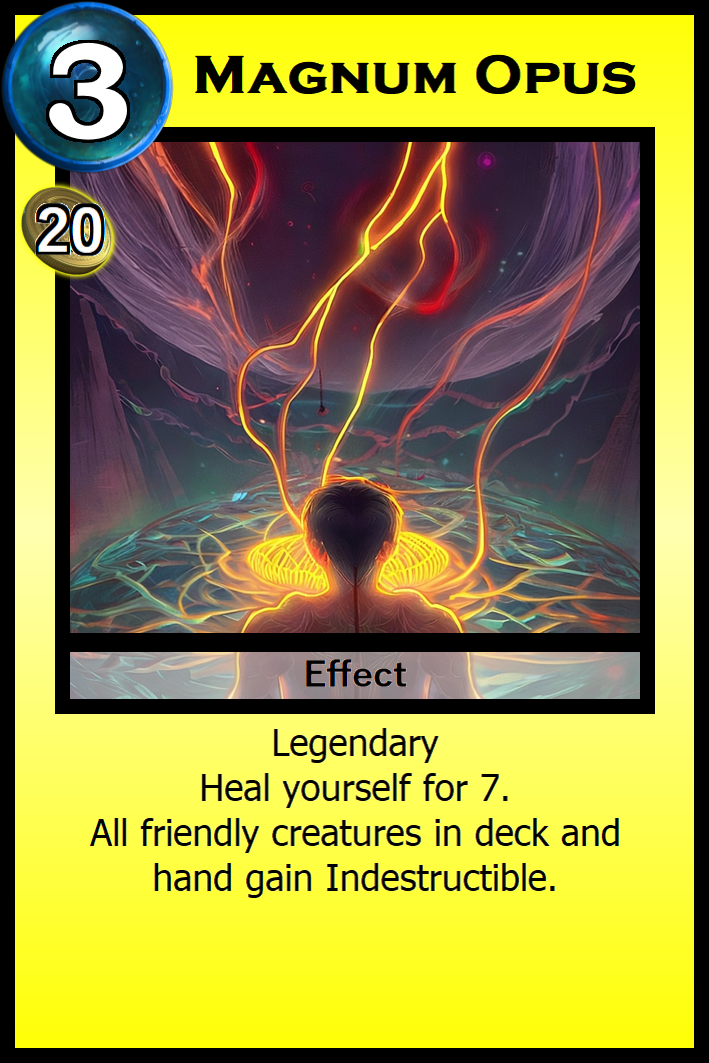 3
Magnum Opus
20
Effect
Legendary
Heal yourself for 7.
All friendly creatures in deck and
hand gain Indestructible.